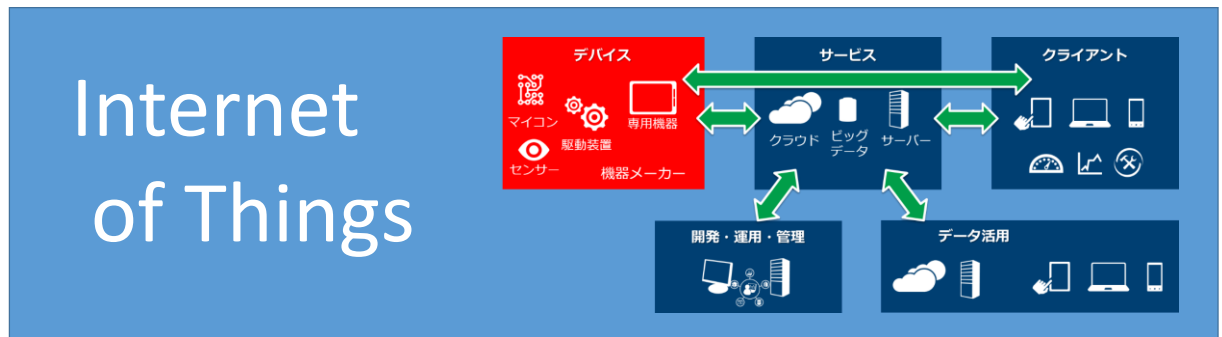 Internet
of Things
デバイス
マイコン
駆動装置
専用機器
センサー
機器メーカー
サービス
クラウド
ビッグ
データ
サーバー
クライアント
開発・運用・管理
データ活用